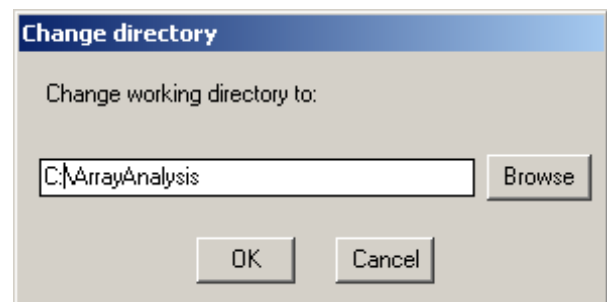 Change directory
Change working directory to:
C:\ArrayAnalysis
Browse
OK
Cancel